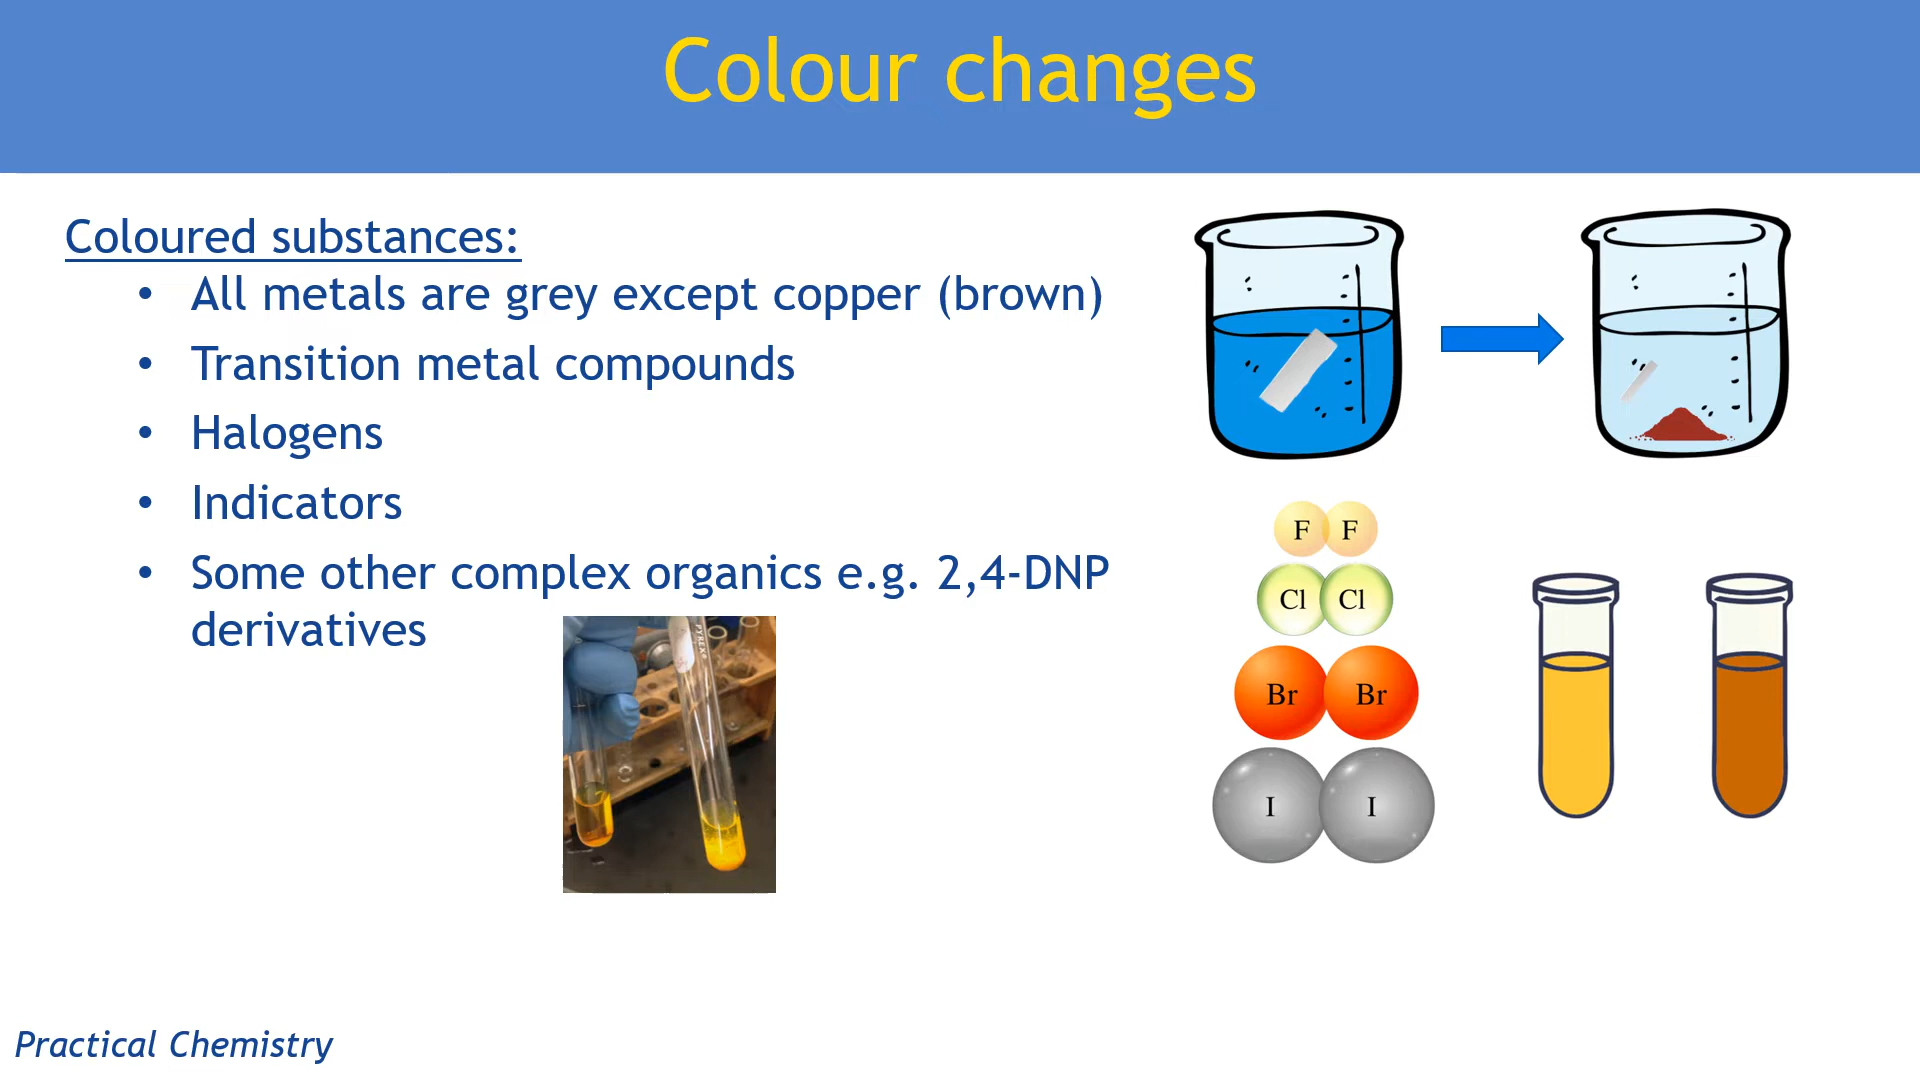 Colour changes
Coloured substances:
• All metals are grey except copper (brown)
• Transition metal compounds
• Halogens
• Indicators
• Some other complex organics e.g. 2,4-DNP
derivatives
PYREX
F F
Cl Cl
Br Br
I I
Practical Chemistry